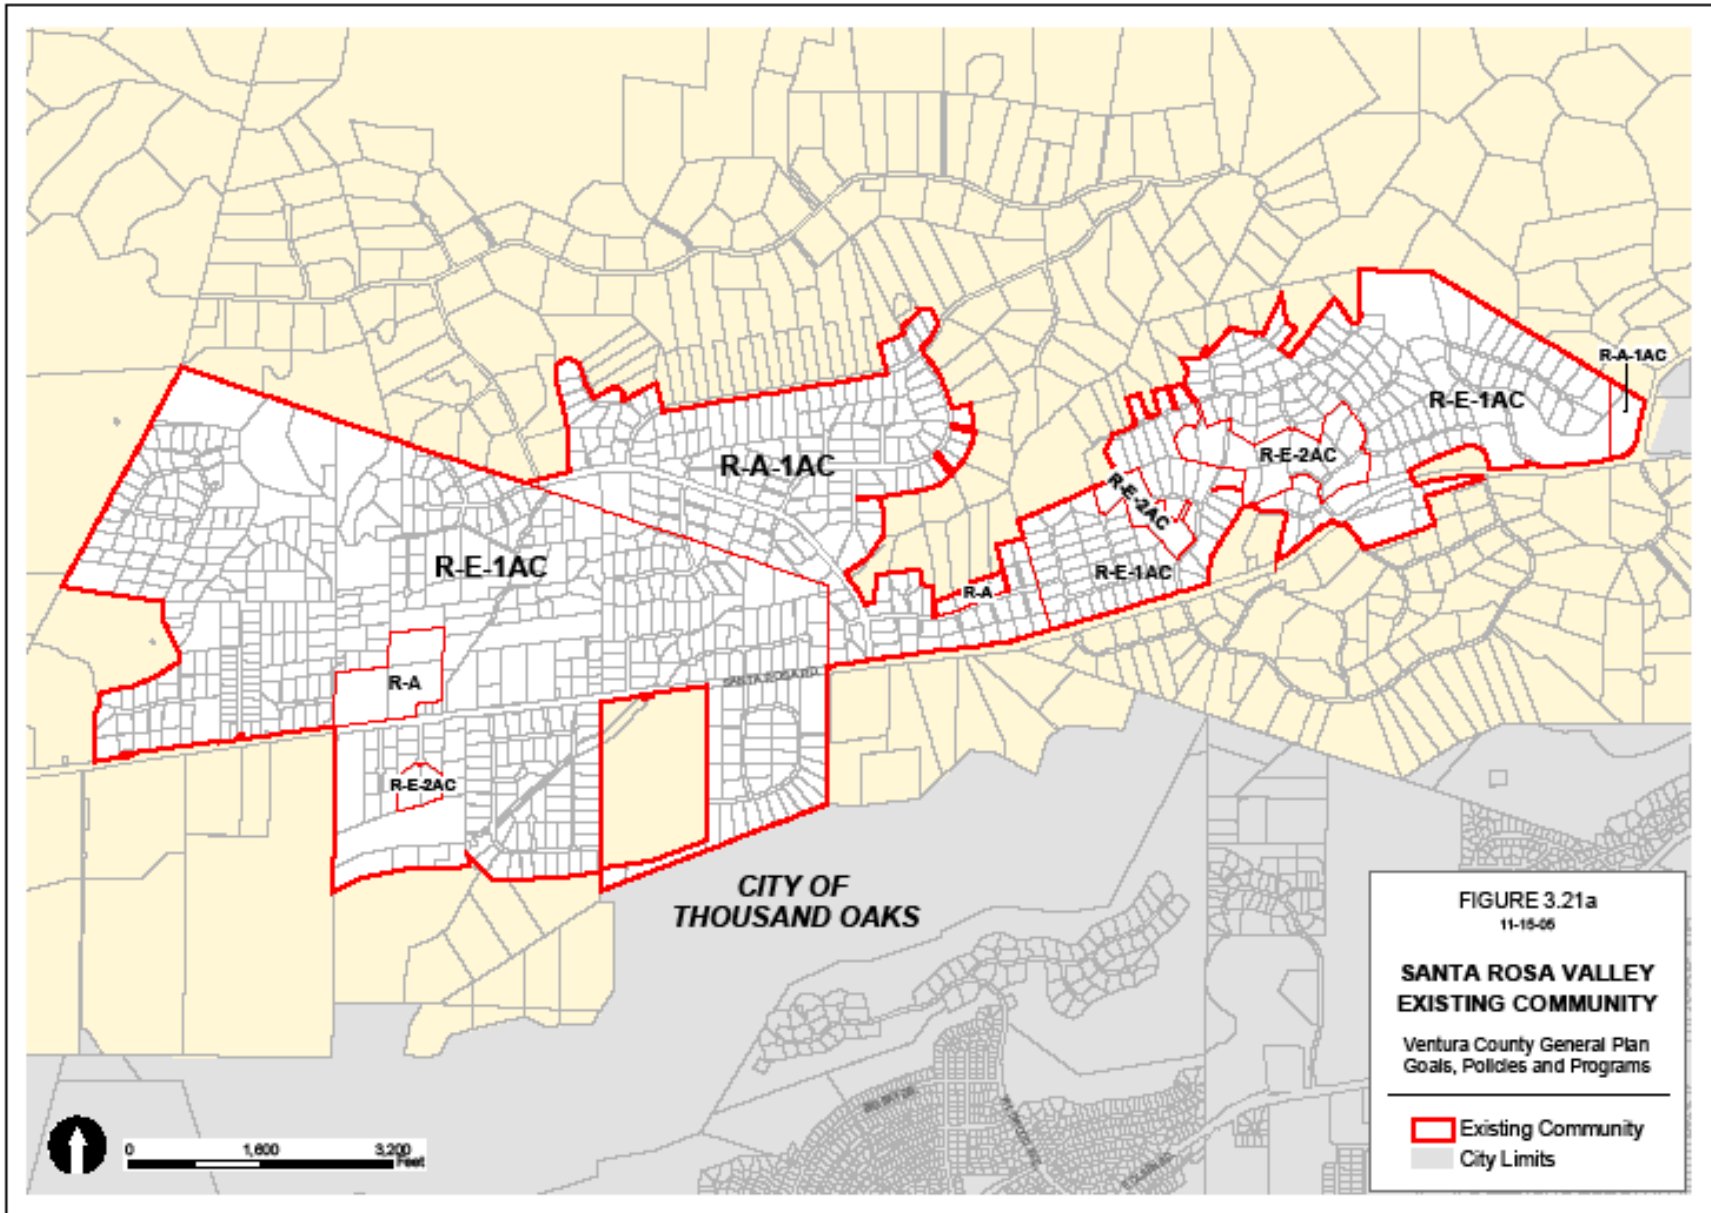 R-A-1AC
R-E-1AC
R-A-1AC
R-E-2AC
R-E-2AC
R-E-1AC
R-E-1AC
R-A
R-A
SANTA ROSA RD
R-E-2AC
CITY OF
THOUSAND OAKS
FIGURE 3.21a
11-15-05
SANTA ROSA VALLEY
EXISTING COMMUNITY
Ventura County General Plan
Goals, Policies and Programs
Existing Community
City Limits
0 1,600 3,200
Feet